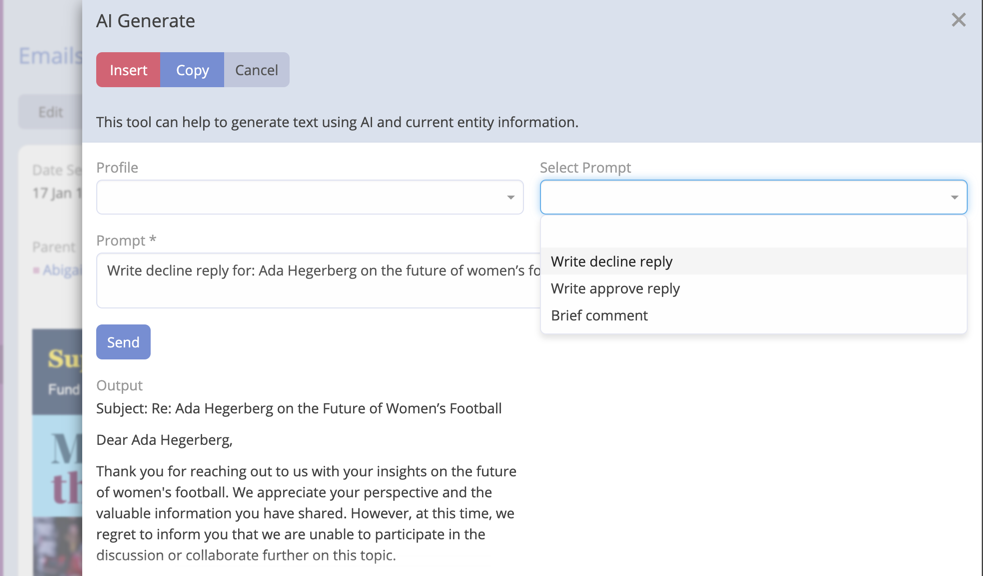 AI Generate
Emails
Insert
Copy
Cancel
Edit
This tool can help to generate text using AI and current entity information.
Date Se
17 Jan 1
Profile
Select Prompt
Parent
Abigai
Prompt *
Write decline reply for: Ada Hegerberg on the future of women’s fo
Write decline reply
Write approve reply
Brief comment
Send
Su
Fund
Output
Subject: Re: Ada Hegerberg on the Future of Women’s Football
M
th
Dear Ada Hegerberg,
Thank you for reaching out to us with your insights on the future
of women's football. We appreciate your perspective and the
valuable information you have shared. However, at this time, we
regret to inform you that we are unable to participate in the
discussion or collaborate further on this topic.